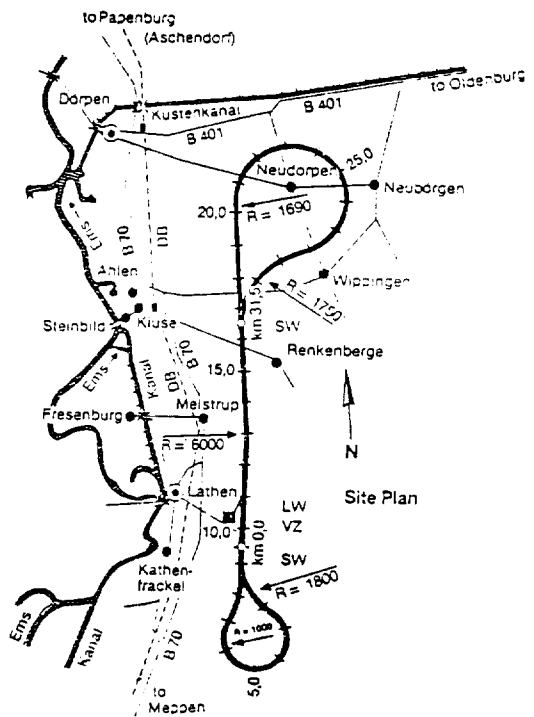 to Papenburg
(Aschendorf)
to Oldenburg
Dörpen
Küstenkanal
B 401
B 401
Neudörpen
25,0
Neubörgen
20,0
R = 1690
Ems
B 70
DB
Ahlen
Wippingen
R = 1790
km 31,5
SW
Steinbild
Kluse
Renkenberge
B 70
DB
15,0
Ems
Kanal
Fresenburg
Melstrup
R = 6000
N
Lathen
Site Plan
LW
10,0
VZ
km 0,0
SW
Kathen-
frackel
R = 1800
R = 1000
Ems
Kanal
B 70
5,0
to
Meppen